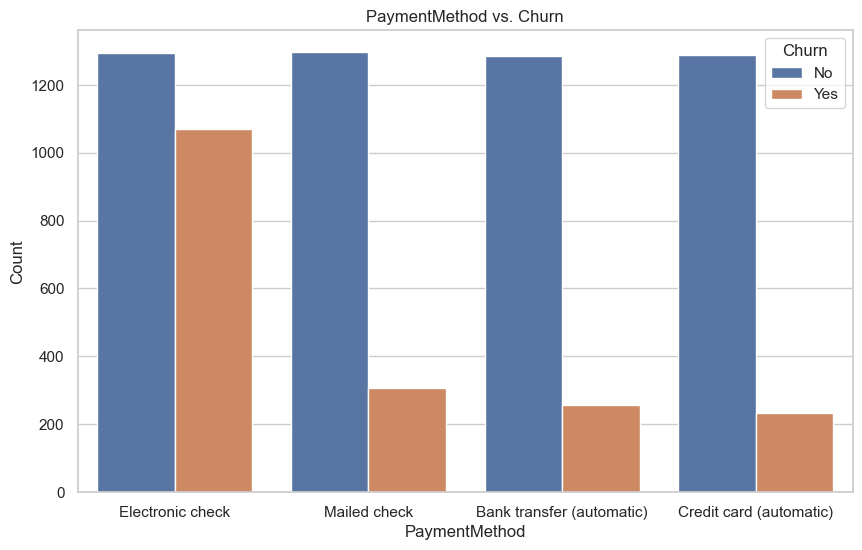 PaymentMethod vs. Churn
Churn
No
Yes
1200
1000
800
600
400
200
0
Count
Electronic check
Mailed check
Bank transfer (automatic)
Credit card (automatic)
PaymentMethod